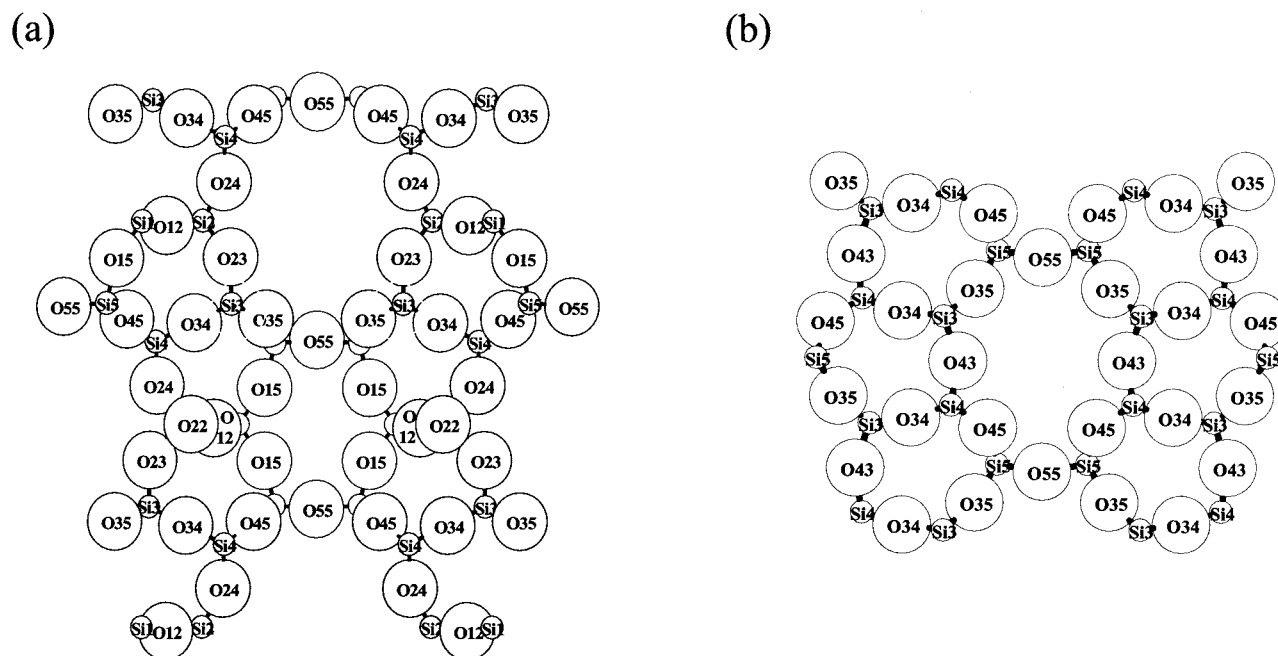 (a)
O35 Si3 O34 Si4 O45 O55 O45 Si4 O34 Si3 O35
O24 O24
Si1 O12 Si2 Si2 O12 Si1
O15 O23 O23 O15
O55 Si5 O45 O34 Si3 O35 O55 O35 Si3 O34 O45 Si5 O55
Si4 Si4
O24 O15 O15 O24
O22 O
12 O
12 O22
O23 O15 O15 O23
O35 Si3 O34 O45 O55 O45 O34 Si3 O35
Si4 Si4
O24 O24
Si1 O12 Si2 Si2 O12 Si1
(b)
O35 Si4 Si4 O35
Si3 O34 O45 O45 O34 Si3
O43 Si5 O55 Si5 O43
Si4 O35 O35 Si4
O45 O34 Si3 Si3 O34 O45
Si5 O43 O43 Si5
O35 Si4 Si4 O35
Si3 O34 O45 O45 O34 Si3
O43 Si5 O55 Si5 O43
Si4 O35 O35 Si4
O34 Si3 Si3 O34